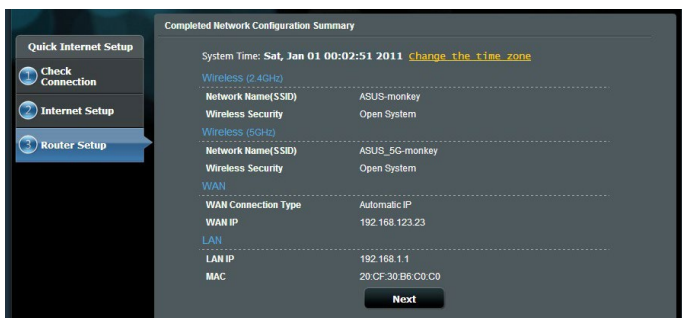 Completed Network Configuration Summary
Quick Internet Setup
1 Check Connection
2 Internet Setup
3 Router Setup
System Time: Sat, Jan 01 00:02:51 2011 Change the time zone
Wireless (2.4GHz)
Network Name(SSID) ASUS-monkey
Wireless Security Open System
Wireless (5GHz)
Network Name(SSID) ASUS_5G-monkey
Wireless Security Open System
WAN
WAN Connection Type Automatic IP
WAN IP 192.168.123.23
LAN
LAN IP 192.168.1.1
MAC 20:CF:30:B6:C0:C0
Next